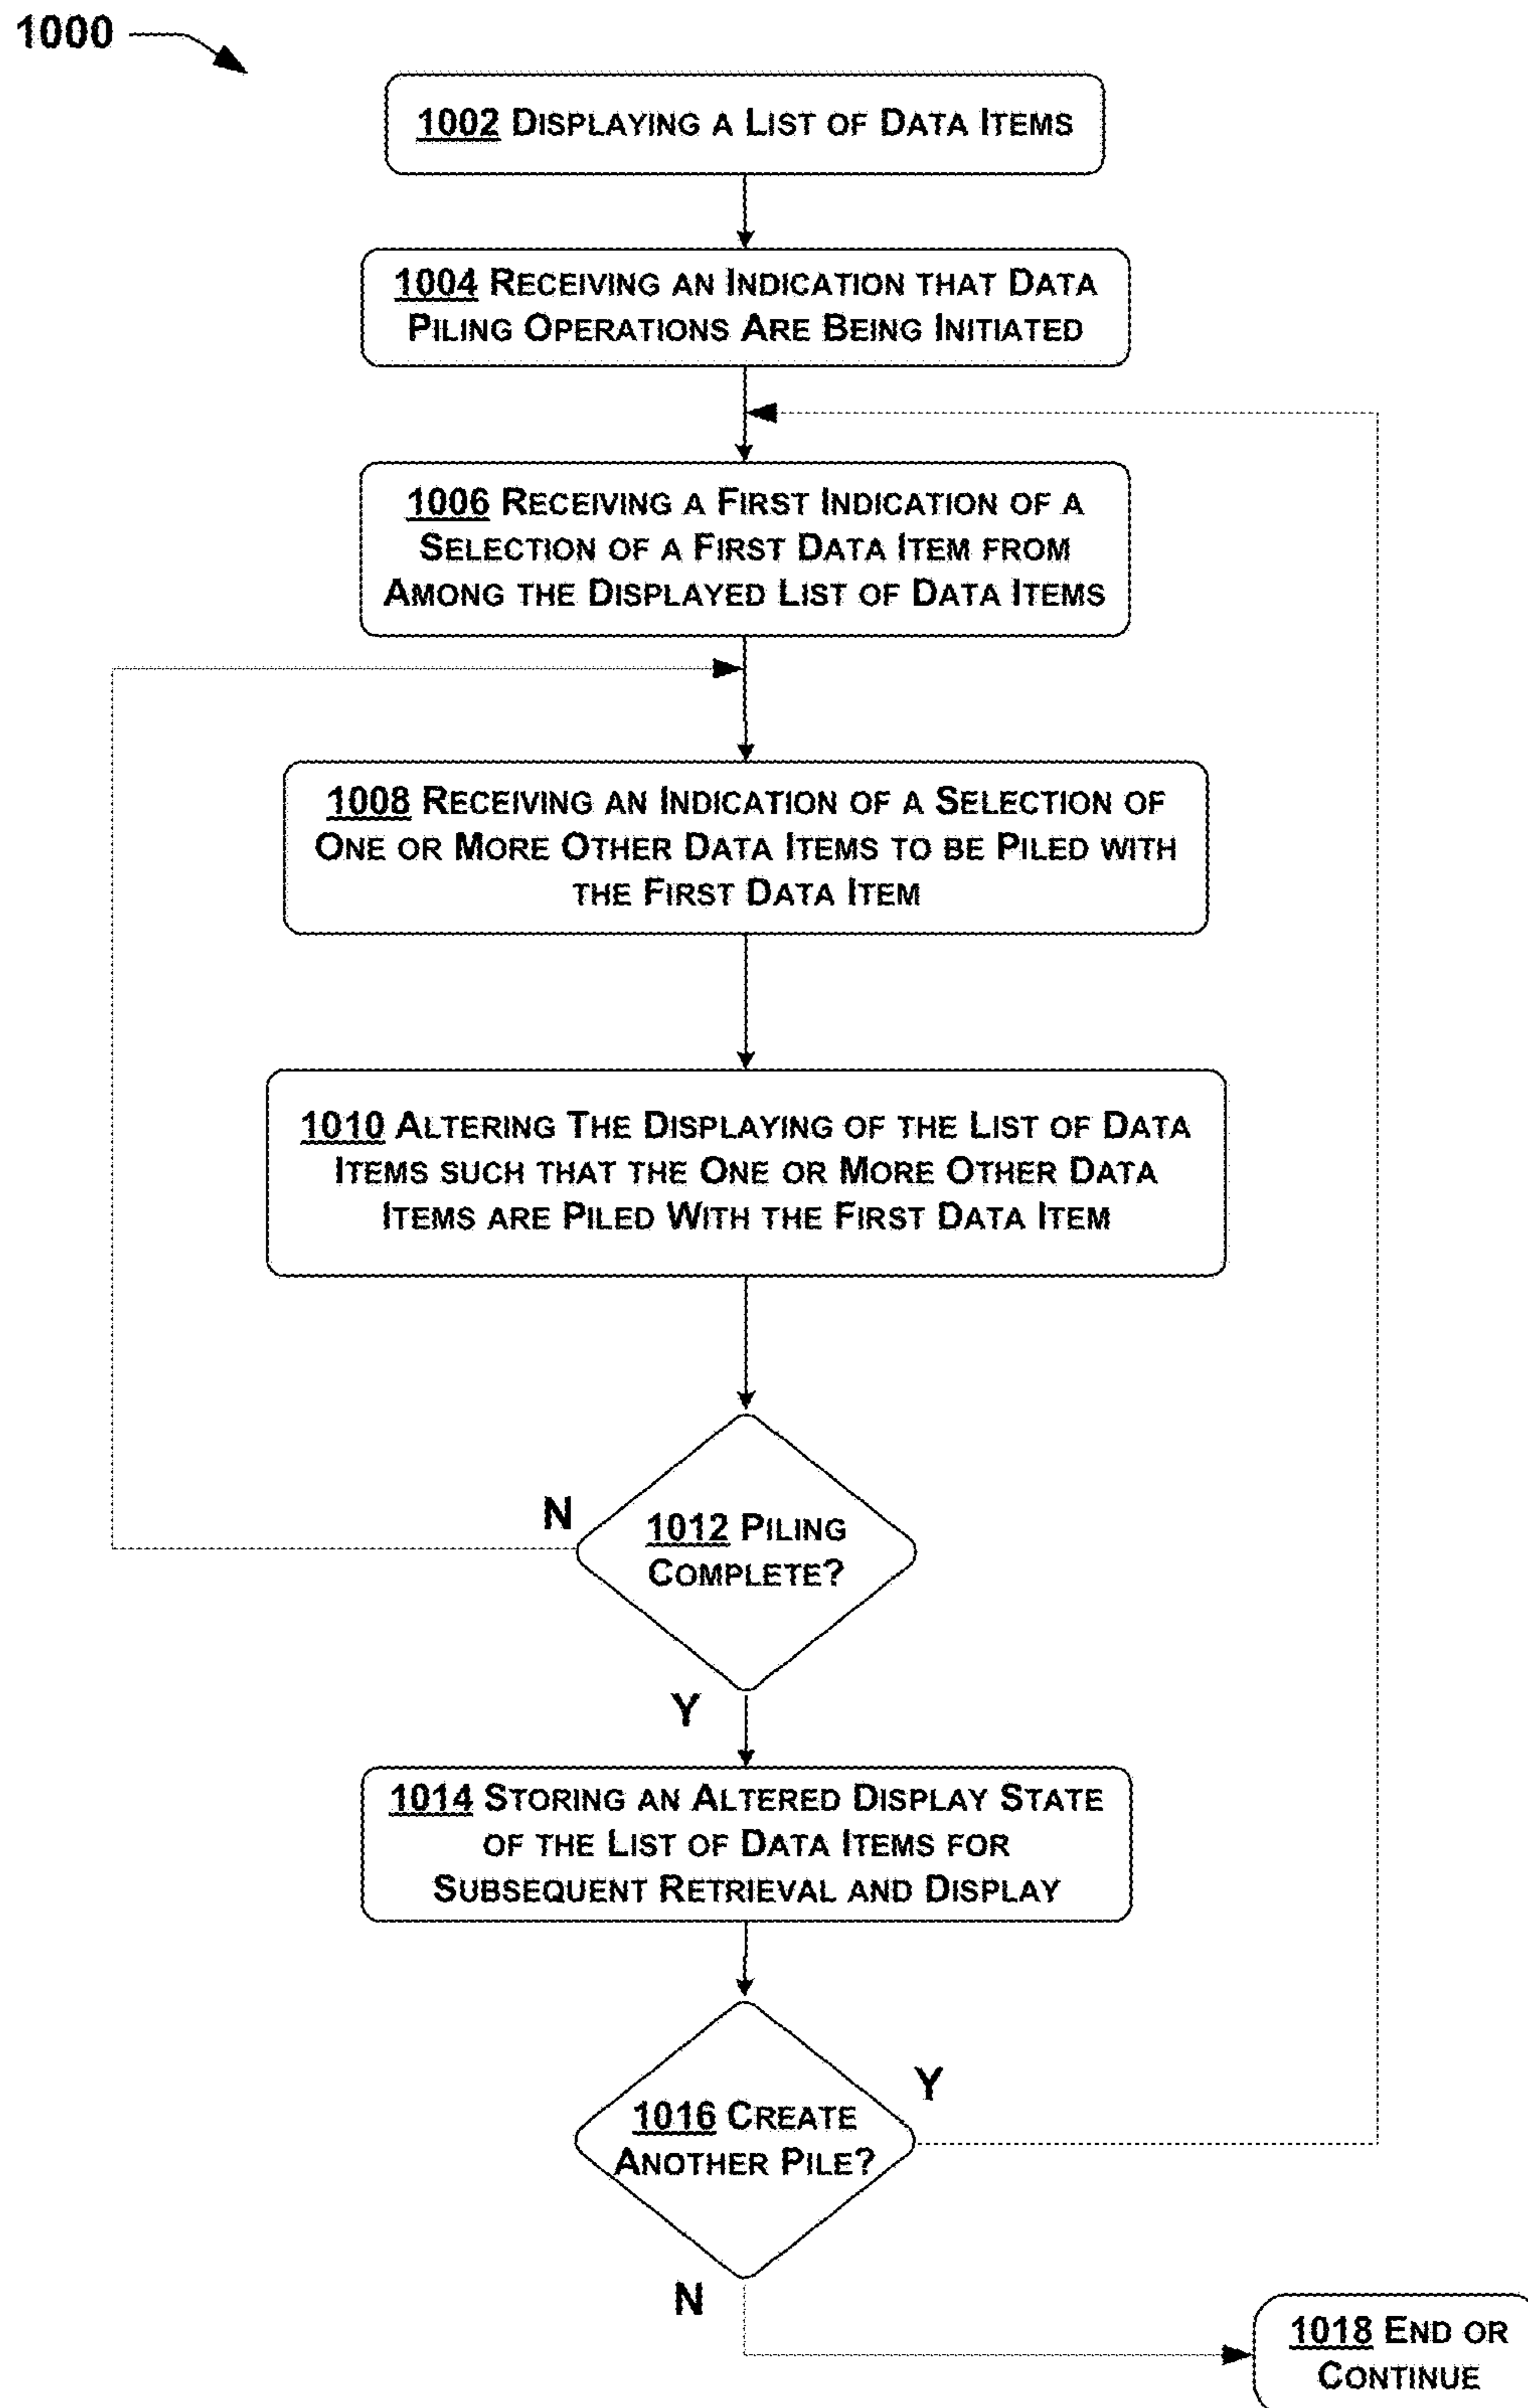 1000
1002 DISPLAYING A LIST OF DATA ITEMS
1004 RECEIVING AN INDICATION THAT DATA
PILING OPERATIONS ARE BEING INITIATED
1006 RECEIVING A FIRST INDICATION OF A
SELECTION OF A FIRST DATA ITEM FROM
AMONG THE DISPLAYED LIST OF DATA ITEMS
1008 RECEIVING AN INDICATION OF A SELECTION OF
ONE OR MORE OTHER DATA ITEMS TO BE PILED WITH
THE FIRST DATA ITEM
1010 ALTERING THE DISPLAYING OF THE LIST OF DATA
ITEMS SUCH THAT THE ONE OR MORE OTHER DATA
ITEMS ARE PILED WITH THE FIRST DATA ITEM
N
1012 PILING
COMPLETE?
Y
1014 STORING AN ALTERED DISPLAY STATE
OF THE LIST OF DATA ITEMS FOR
SUBSEQUENT RETRIEVAL AND DISPLAY
Y
1016 CREATE
ANOTHER PILE?
N
1018 END OR
CONTINUE